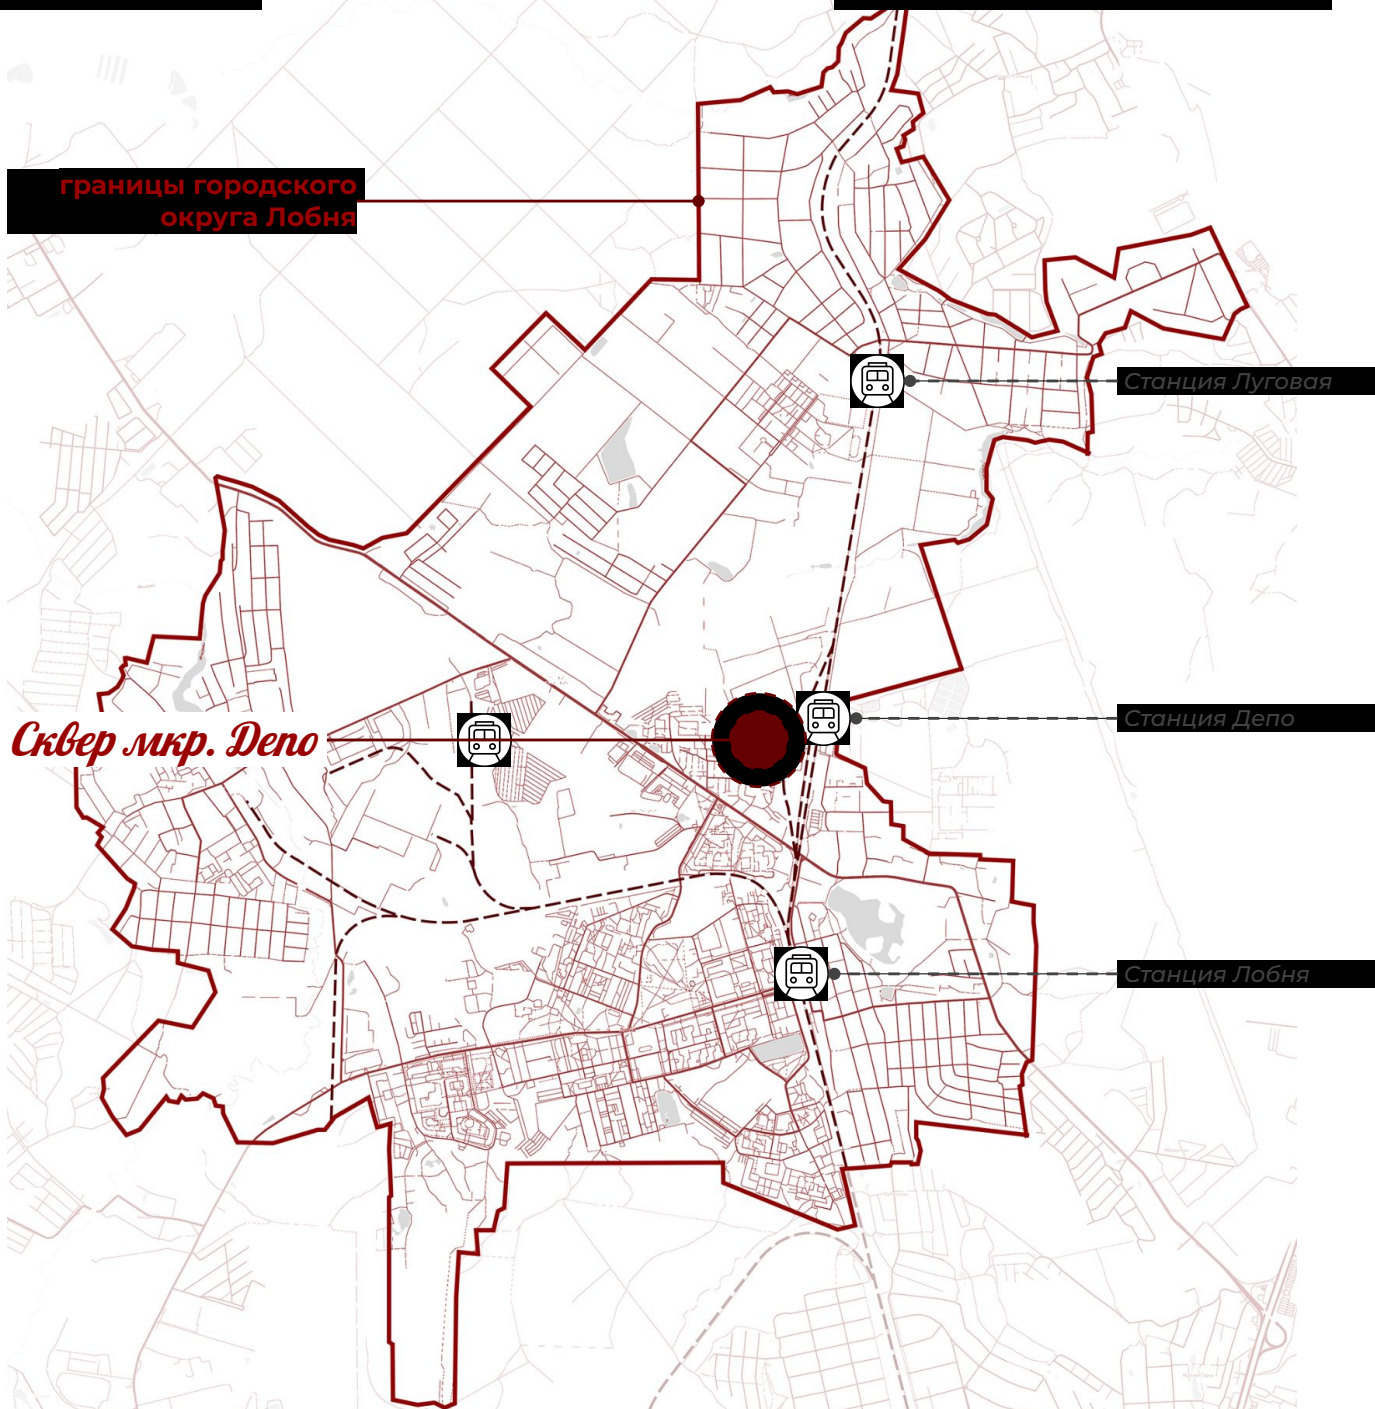 границы городского
округа Лобня
Станция Луговая
Станция Депо
Сквер мкр. Депо
Станция Лобня